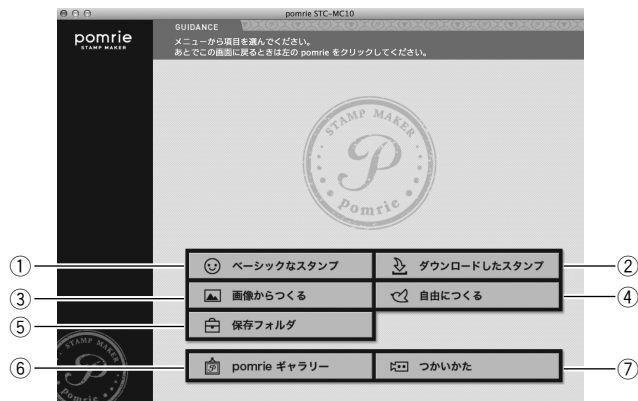 pomrie STC-MC10
pomrie
STAMP MAKER
GUIDANCE
メニューから項目を選んでください。
あとでこの画面に戻るときは左の pomrie をクリックしてください。
STAMP MAKER
P
pomrie
① ベーシックなスタンプ
ダウンロードしたスタンプ ②
③ 画像からつくる
自由につくる ④
⑤ 保存フォルダ
⑥ pomrie ギャラリー
つかいかた ⑦
STAMP MAKER
P